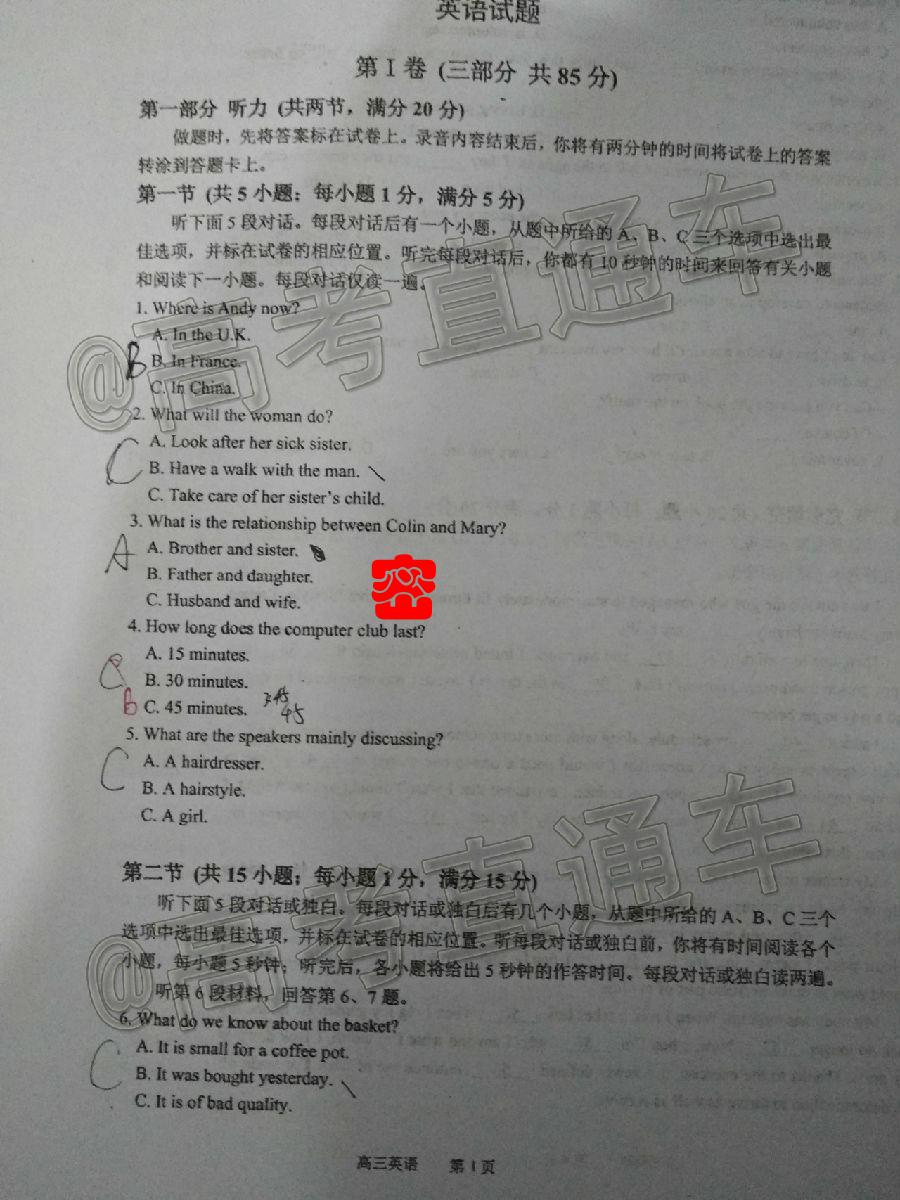 英语试题
第 I 卷 (三部分 共 85 分)
第一部分 听力 (共两节，满分 20 分)
做题时，先将答案标在试卷上。录音内容结束后，你将有两分钟的时间将试卷上的答案
转涂到答题卡上。
第一节 (共 5 小题；每小题 1 分，满分 5 分)
听下面 5 段对话。每段对话后有一个小题，从题中所给的 A、B、C 三个选项中选出最
佳选项，并标在试卷的相应位置。听完每段对话后，你都有 10 秒钟的时间来回答有关小题
和阅读下一小题。每段对话仅读一遍。
1. Where is Andy now?
A. In the U.K.
B B. In France.
C. In China.
2. What will the woman do?
A. Look after her sick sister.
C B. Have a walk with the man.
C. Take care of her sister's child.
3. What is the relationship between Colin and Mary?
A A. Brother and sister.
B. Father and daughter.
C. Husband and wife.
4. How long does the computer club last?
A. 15 minutes.
B. 30 minutes.
B C. 45 minutes. 3:45
45
5. What are the speakers mainly discussing?
C A. A hairdresser.
B. A hairstyle.
C. A girl.
第二节 (共 15 小题；每小题 1 分，满分 15 分)
听下面 5 段对话或独白。每段对话或独白后有几个小题，从题中所给的 A、B、C 三个
选项中选出最佳选项，并标在试卷的相应位置。听每段对话或独白前，你将有时间阅读各个
小题，每小题 5 秒钟；听完后，各小题将给出 5 秒钟的作答时间。每段对话或独白读两遍。
听第 6 段材料，回答第 6、7 题。
6. What do we know about the basket?
A. It is small for a coffee pot.
C B. It was bought yesterday.
C. It is of bad quality.
高三英语 第 1 页
@高考直通车
@高考直通车